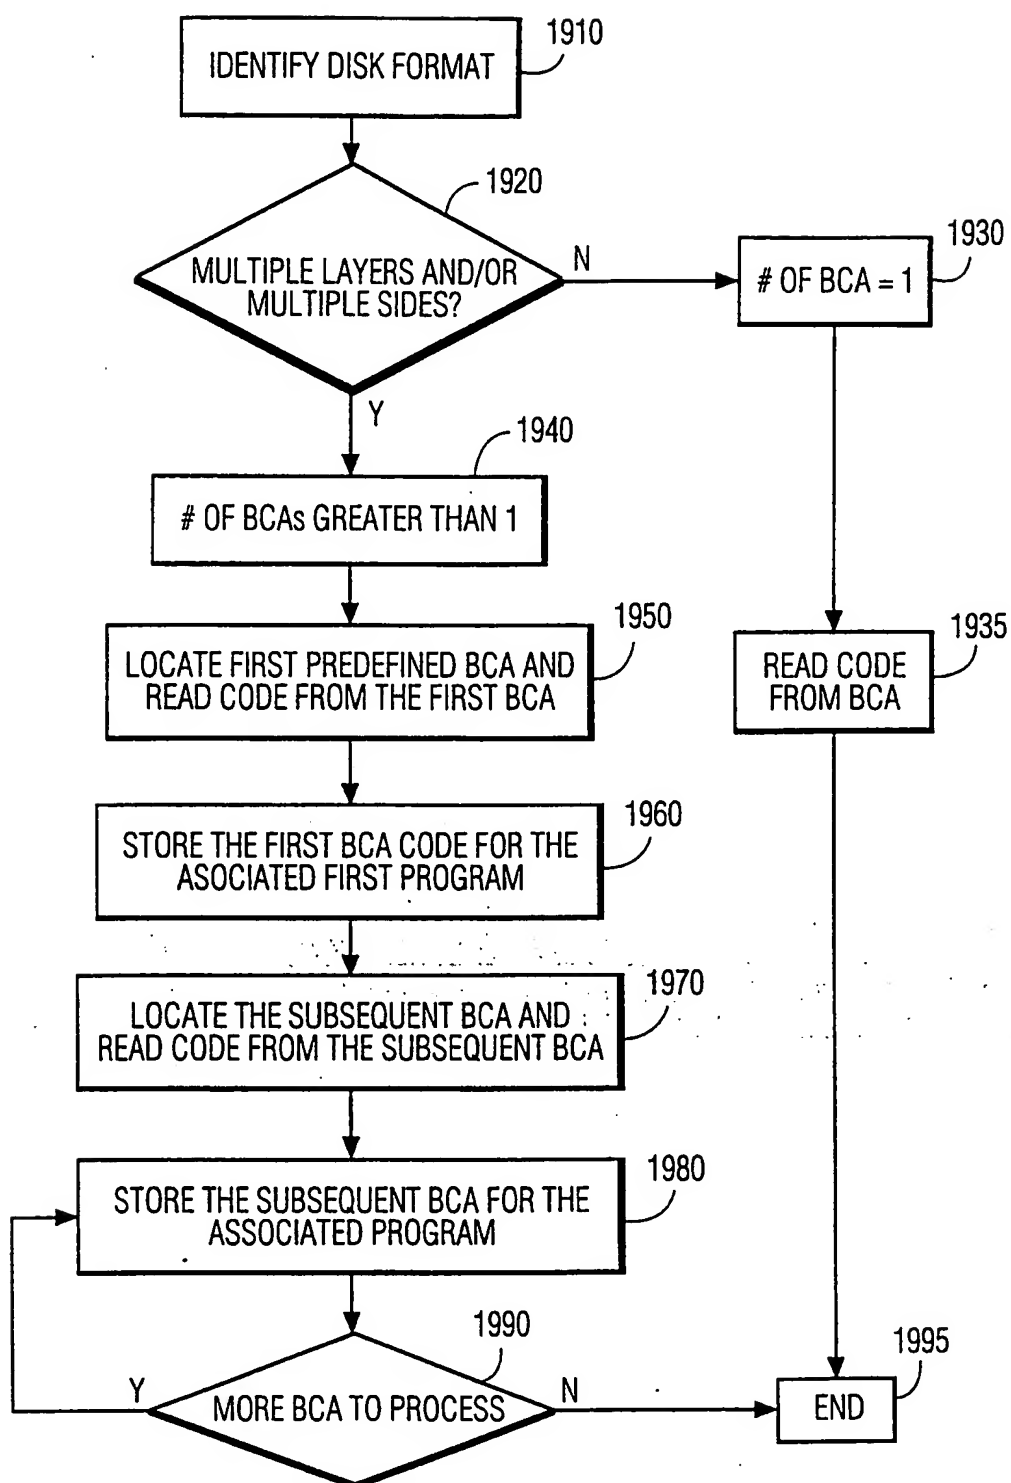 1910
IDENTIFY DISK FORMAT
1920
MULTIPLE LAYERS AND/OR
MULTIPLE SIDES?
N
1930
# OF BCA = 1
Y
1940
# OF BCAs GREATER THAN 1
1950
LOCATE FIRST PREDEFINED BCA AND
READ CODE FROM THE FIRST BCA
1935
READ CODE
FROM BCA
1960
STORE THE FIRST BCA CODE FOR THE
ASOCIATED FIRST PROGRAM
1970
LOCATE THE SUBSEQUENT BCA AND
READ CODE FROM THE SUBSEQUENT BCA
1980
STORE THE SUBSEQUENT BCA FOR THE
ASSOCIATED PROGRAM
1990
Y
MORE BCA TO PROCESS
N
1995
END